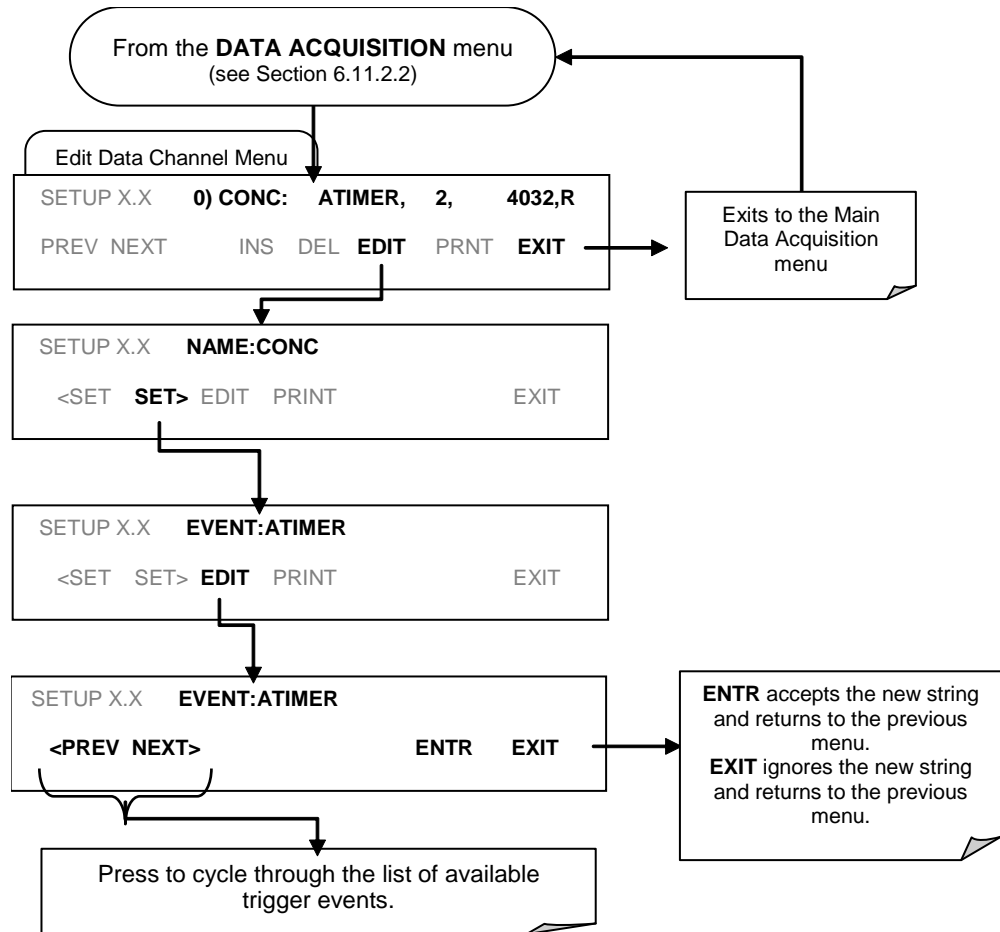 From the DATA ACQUISITION menu
(see Section 6.11.2.2)
Edit Data Channel Menu
SETUP X.X 0) CONC: ATIMER, 2, 4032,R
PREV NEXT INS DEL EDIT PRNT EXIT
Exits to the Main
Data Acquisition
menu
SETUP X.X NAME:CONC
<SET SET> EDIT PRINT EXIT
SETUP X.X EVENT:ATIMER
<SET SET> EDIT PRINT EXIT
SETUP X.X EVENT:ATIMER
<PREV NEXT> ENTR EXIT
ENTR accepts the new string
and returns to the previous
menu.
EXIT ignores the new string
and returns to the previous
menu.
Press to cycle through the list of available
trigger events.